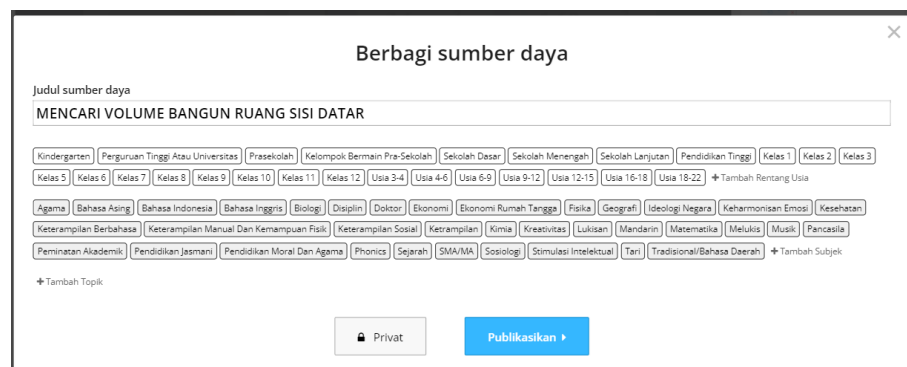 Berbagi sumber daya
Judul sumber daya
MENCARI VOLUME BANGUN RUANG SISI DATAR
Kindergarten Perguruan Tinggi Atau Universitas Prasekolah Kelompok Bermain Pra-Sekolah Sekolah Dasar Sekolah Menengah Sekolah Lanjutan Pendidikan Tinggi Kelas 1 Kelas 2 Kelas 3
Kelas 5 Kelas 6 Kelas 7 Kelas 8 Kelas 9 Kelas 10 Kelas 11 Kelas 12 Usia 3-4 Usia 4-6 Usia 6-9 Usia 9-12 Usia 12-15 Usia 16-18 Usia 18-22 +Tambah Rentang Usia
Agama Bahasa Asing Bahasa Indonesia Bahasa Inggris Biologi Disiplin Doktor Ekonomi Ekonomi Rumah Tangga Fisika Geografi Ideologi Negara Keharmonisan Emosi Kesehatan
Keterampilan Berbahasa Keterampilan Manual Dan Kemampuan Fisik Keterampilan Sosial Ketrampilan Kimia Kreativitas Lukisan Mandarin Matematika Melukis Musik Pancasila
Peminatan Akademik Pendidikan Jasmani Pendidikan Moral Dan Agama Phonics Sejarah SMA/MA Sosiologi Stimulasi Intelektual Tari Tradisional/Bahasa Daerah +Tambah Subjek
+Tambah Topik
Privat Publikasikan